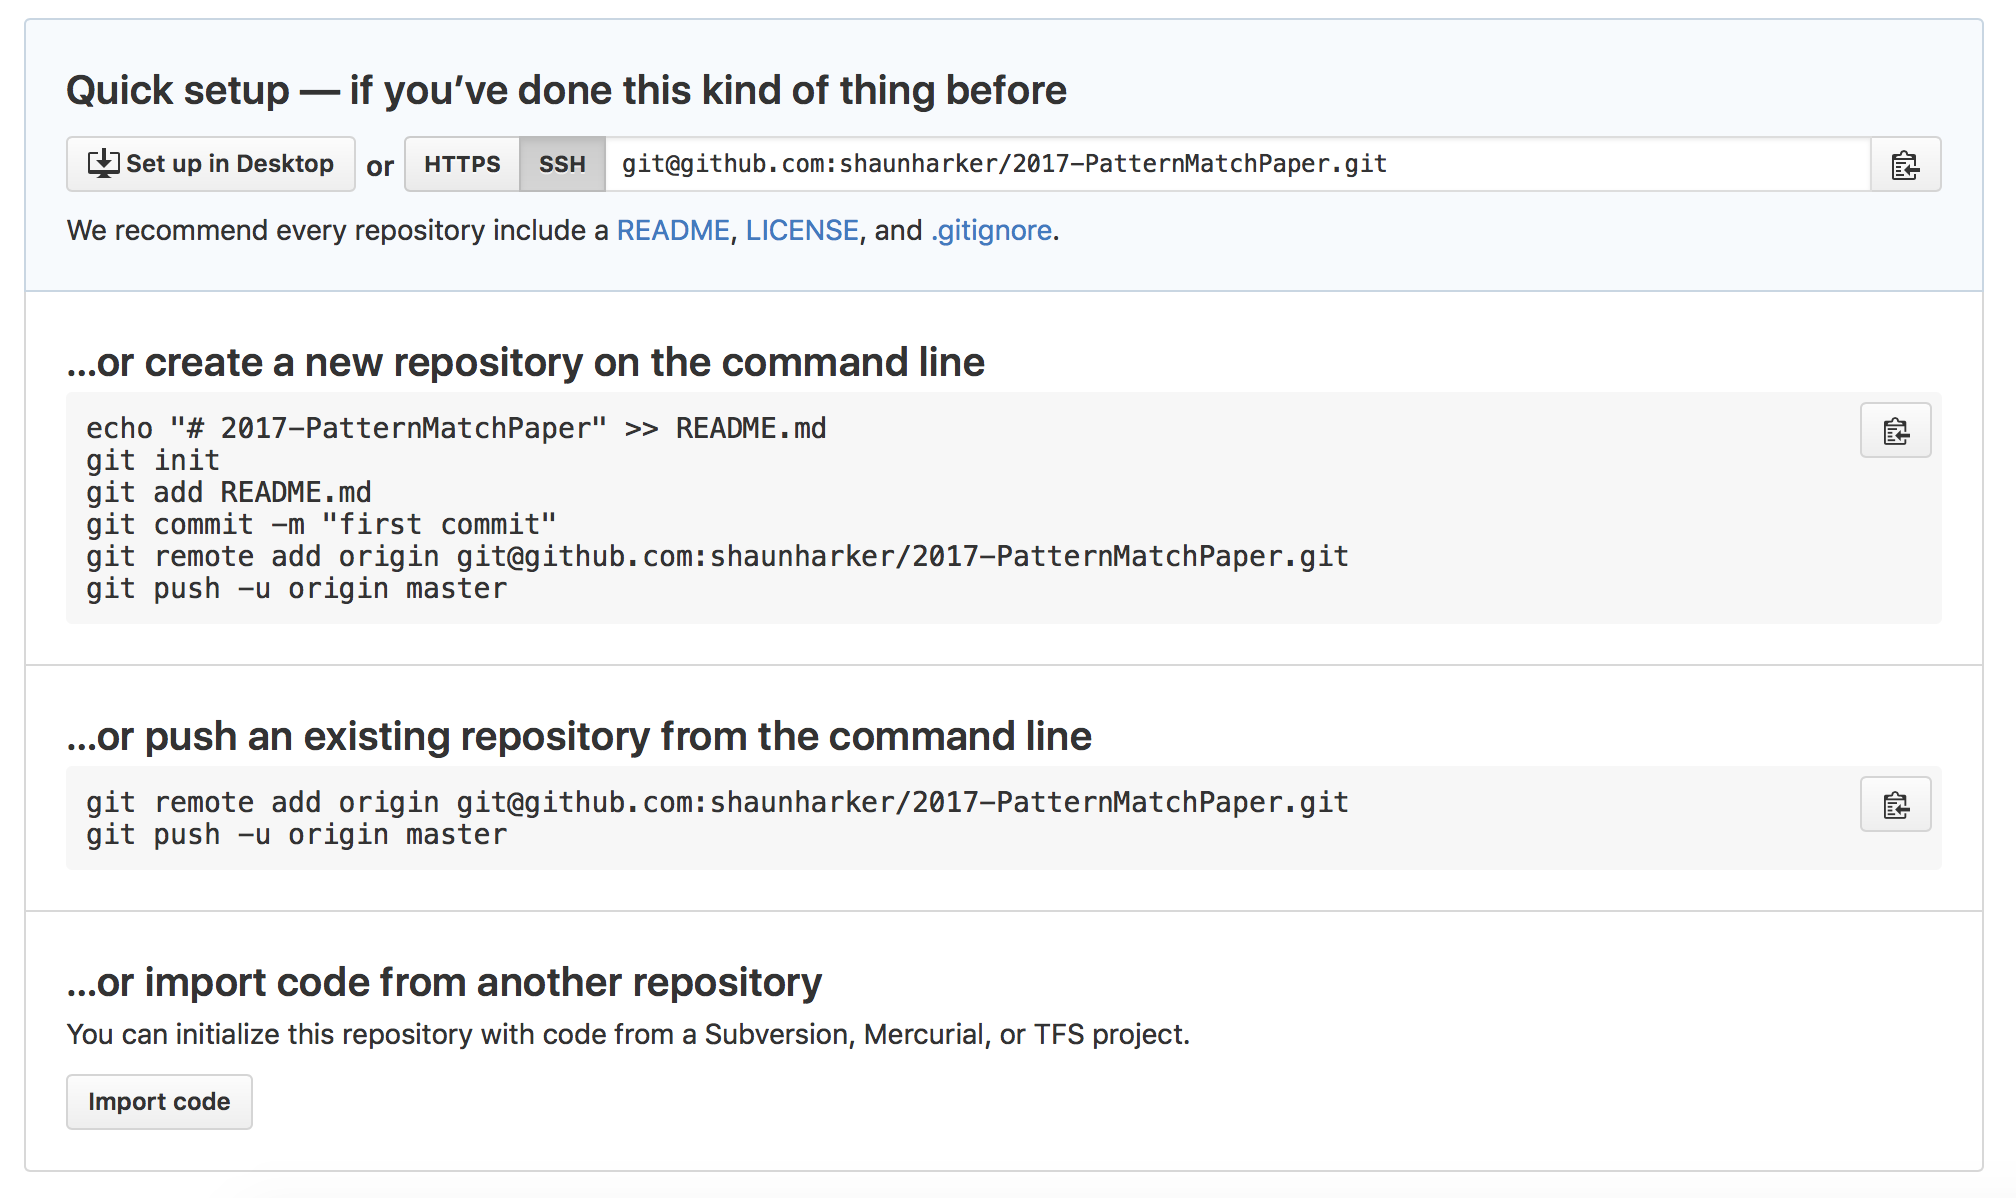 Quick setup — if you’ve done this kind of thing before
Set up in Desktop or HTTPS SSH git@github.com:shaunharker/2017-PatternMatchPaper.git
We recommend every repository include a README, LICENSE, and .gitignore.
…or create a new repository on the command line
echo "# 2017-PatternMatchPaper" >> README.md
git init
git add README.md
git commit -m "first commit"
git remote add origin git@github.com:shaunharker/2017-PatternMatchPaper.git
git push -u origin master
…or push an existing repository from the command line
git remote add origin git@github.com:shaunharker/2017-PatternMatchPaper.git
git push -u origin master
…or import code from another repository
You can initialize this repository with code from a Subversion, Mercurial, or TFS project.
Import code